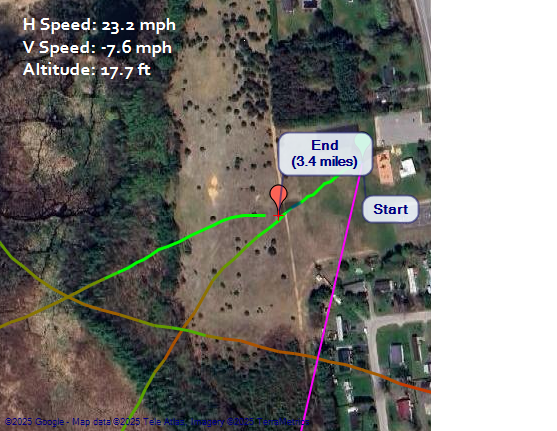 H Speed: 23.2 mph
V Speed: -7.6 mph
Altitude: 17.7 ft
End
(3.4 miles)
Start
©2025 Google - Map data ©2025 Tele Atlas, Imagery ©2025 TerraMetrics